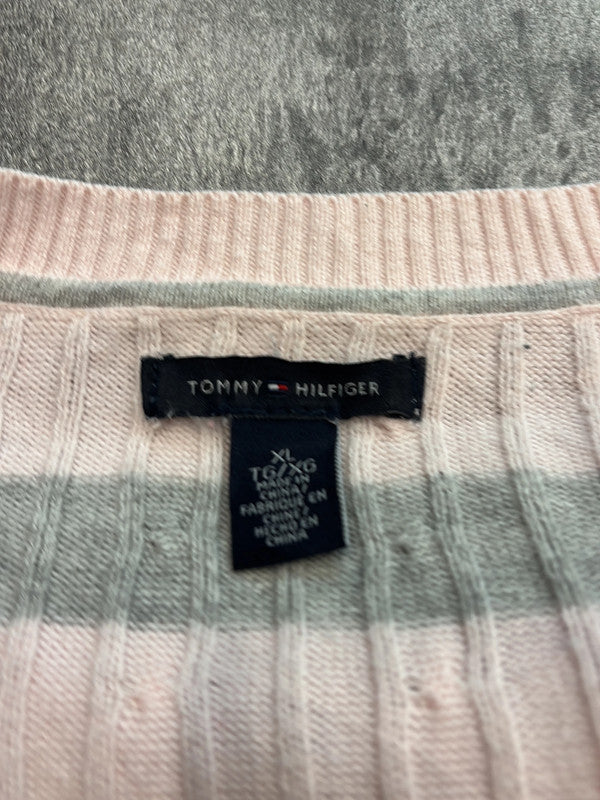 TOMMY HILFIGER
XL
TG/XG
MADE IN
CHINA/
FABRIQUÉ EN
CHINE/
HECHO EN
CHINA